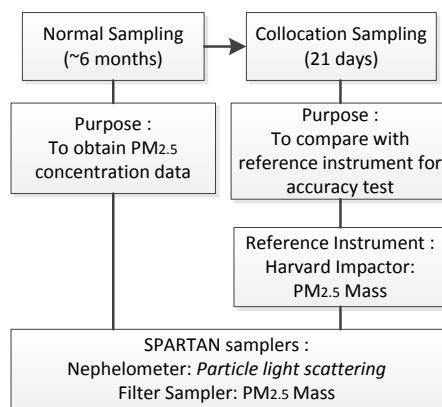 Normal Sampling
(~6 months)
Collocation Sampling
(21 days)
Purpose :
To obtain PM2.5
concentration data
Purpose :
To compare with
reference instrument for
accuracy test
Reference Instrument :
Harvard Impactor:
PM2.5 Mass
SPARTAN samplers :
Nephelometer: Particle light scattering
Filter Sampler: PM2.5 Mass